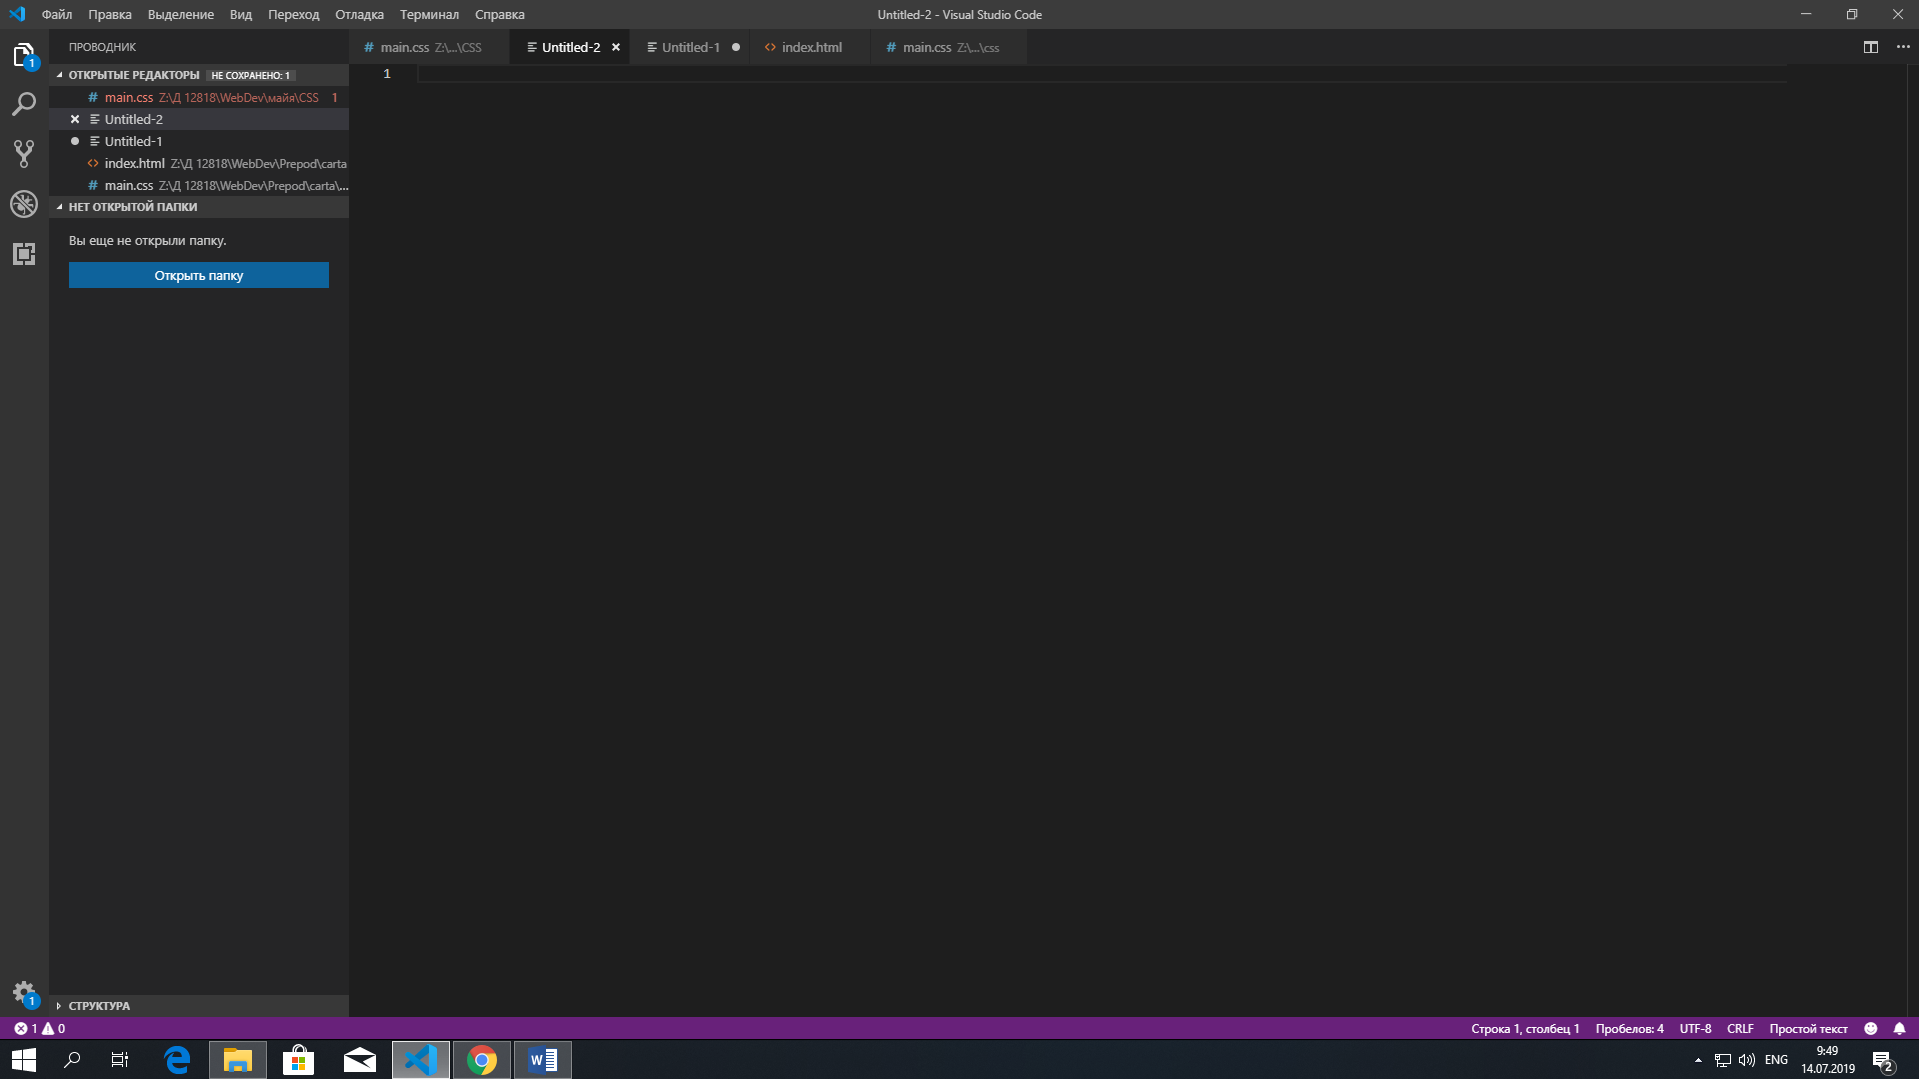 Файл Правка Выделение Вид Переход Отладка Терминал Справка
Untitled-2 - Visual Studio Code
ПРОВОДНИК
main.css Z:\...\CSS
Untitled-2
Untitled-1
index.html
main.css Z:\...\css
1
ОТКРЫТЫЕ РЕДАКТОРЫ НЕ СОХРАНЕНО: 1
main.css Z:\Д 12818\WebDev\майя\CSS 1
Untitled-2
Untitled-1
index.html Z:\Д 12818\WebDev\Prepod\carta
main.css Z:\Д 12818\WebDev\Prepod\carta\...
НЕТ ОТКРЫТОЙ ПАПКИ
Вы еще не открыли папку.
Открыть папку
1
1
СТРУКТУРА
1 0
Строка 1, столбец 1 Пробелов: 4 UTF-8 CRLF Простой текст
ENG
9:49
14.07.2019
2